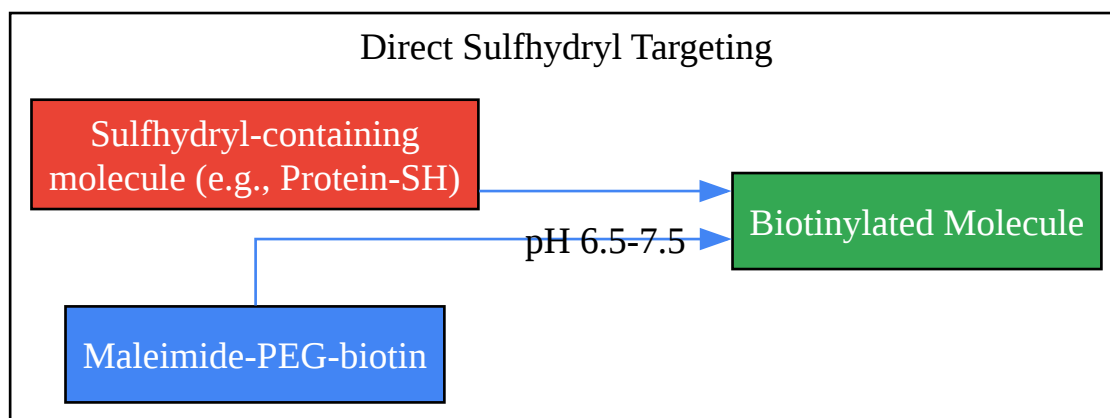 Direct Sulfhydryl Targeting
Sulfhydryl-containing
molecule (e.g., Protein-SH)
Biotinylated Molecule
pH 6.5-7.5
Maleimide-PEG-biotin